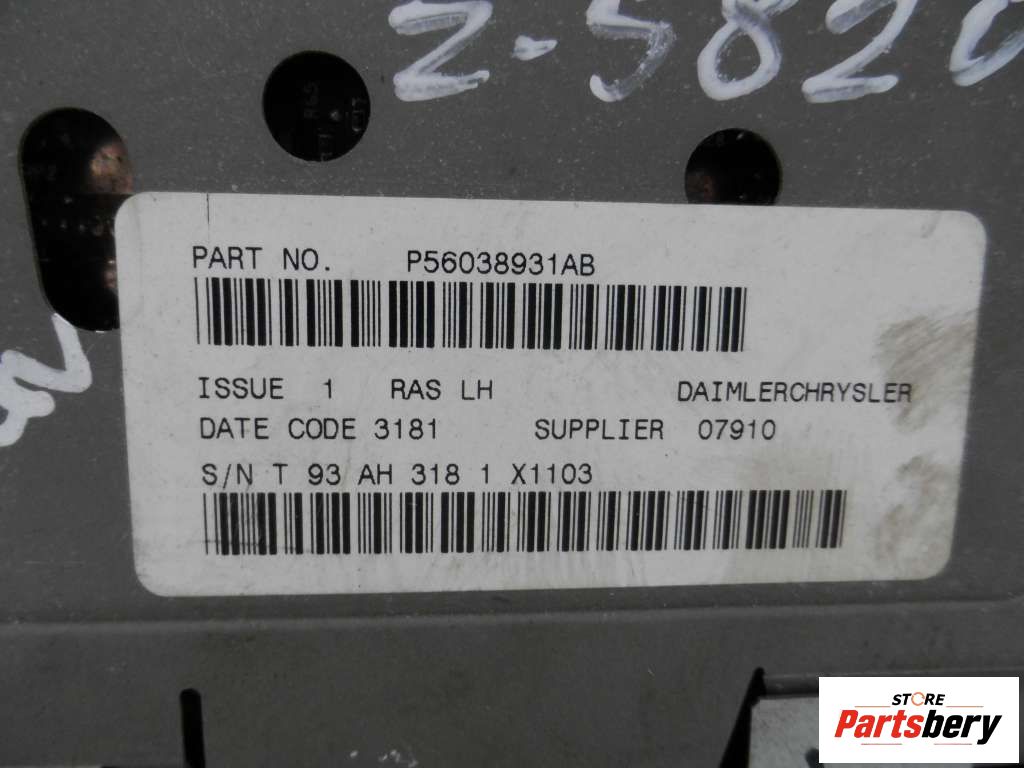 Z-5820
PART NO. P56038931AB
ISSUE 1 RAS LH DAIMLERCHRYSLER
DATE CODE 3181 SUPPLIER 07910
S/N T 93 AH 318 1 X1103
STORE
Partsbery